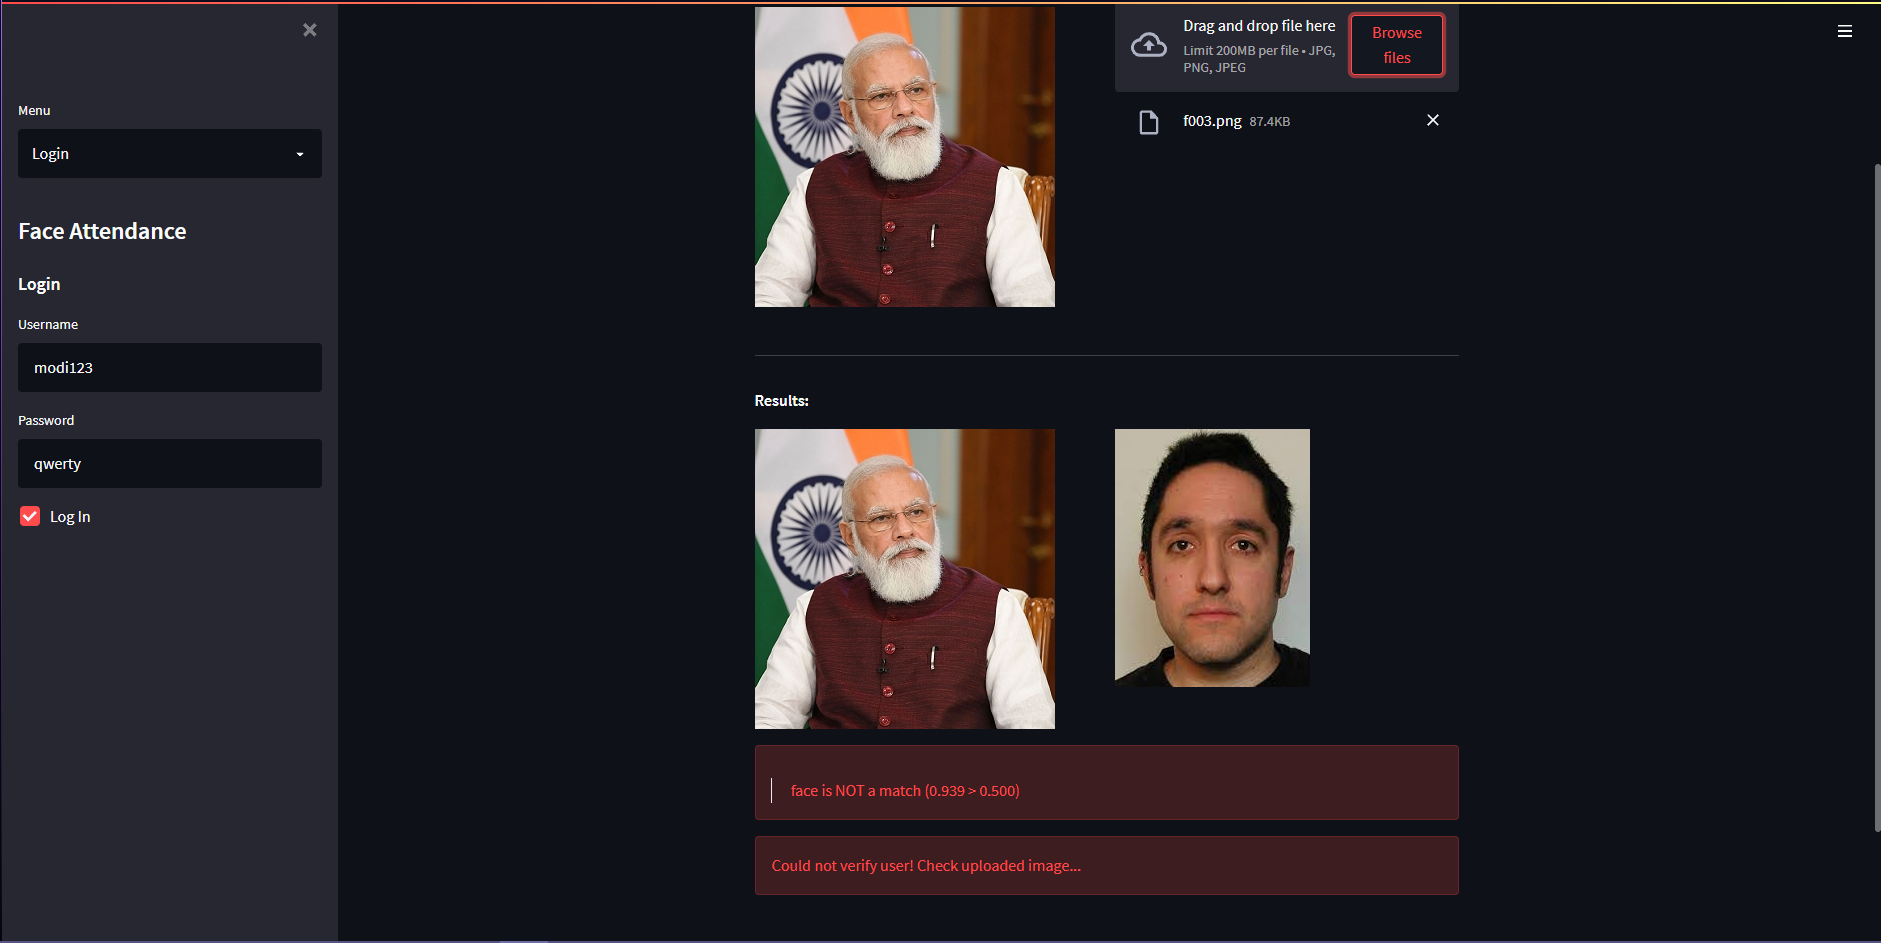 Menu
Login
Face Attendance
Login
Username
modi123
Password
qwerty
Log In
Drag and drop file here
Limit 200MB per file • JPG,
PNG, JPEG
Browse
files
f003.png 87.4KB
Results:
face is NOT a match (0.939 > 0.500)
Could not verify user! Check uploaded image...